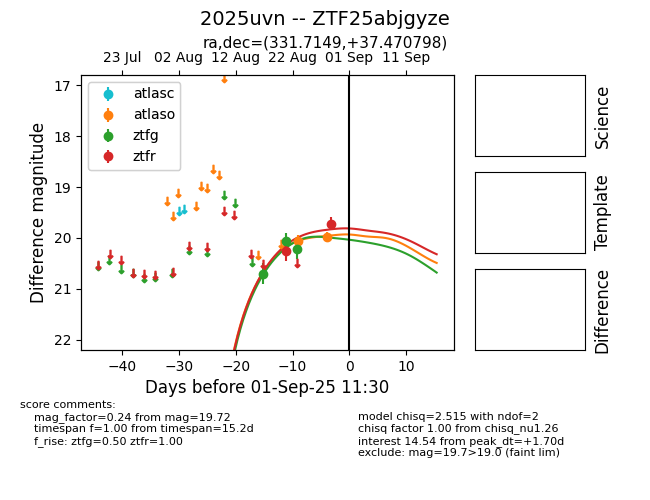 2025uvn -- ZTF25abjgyze
ra,dec=(331.7149,+37.470798)
23 Jul 02 Aug 12 Aug 22 Aug 01 Sep 11 Sep
atlasc
atlaso
ztfg
ztfr
17
18
19
20
21
22
Difference magnitude
−40 −30 −20 −10 0 10
Days before 01-Sep-25 11:30
Science
Template
Difference
score comments:
mag_factor=0.24 from mag=19.72
timespan f=1.00 from timespan=15.2d
f_rise: ztfg=0.50 ztfr=1.00
model chisq=2.515 with ndof=2
chisq factor 1.00 from chisq_nu1.26
interest 14.54 from peak_dt=+1.70d
exclude: mag=19.7>19.0 (faint lim)